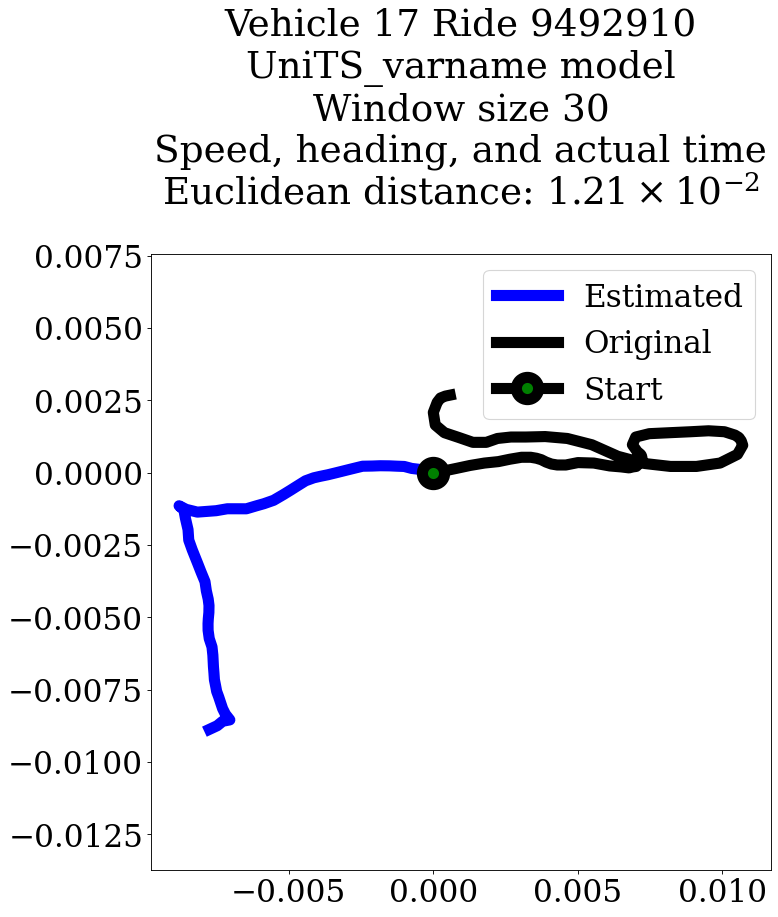 Vehicle 17 Ride 9492910
UniTS_varname model
Window size 30
Speed, heading, and actual time
Euclidean distance: 1.21 × 10⁻²
0.0075
0.0050
0.0025
0.0000
−0.0025
−0.0050
−0.0075
−0.0100
−0.0125
Estimated
Original
Start
−0.005 0.000 0.005 0.010